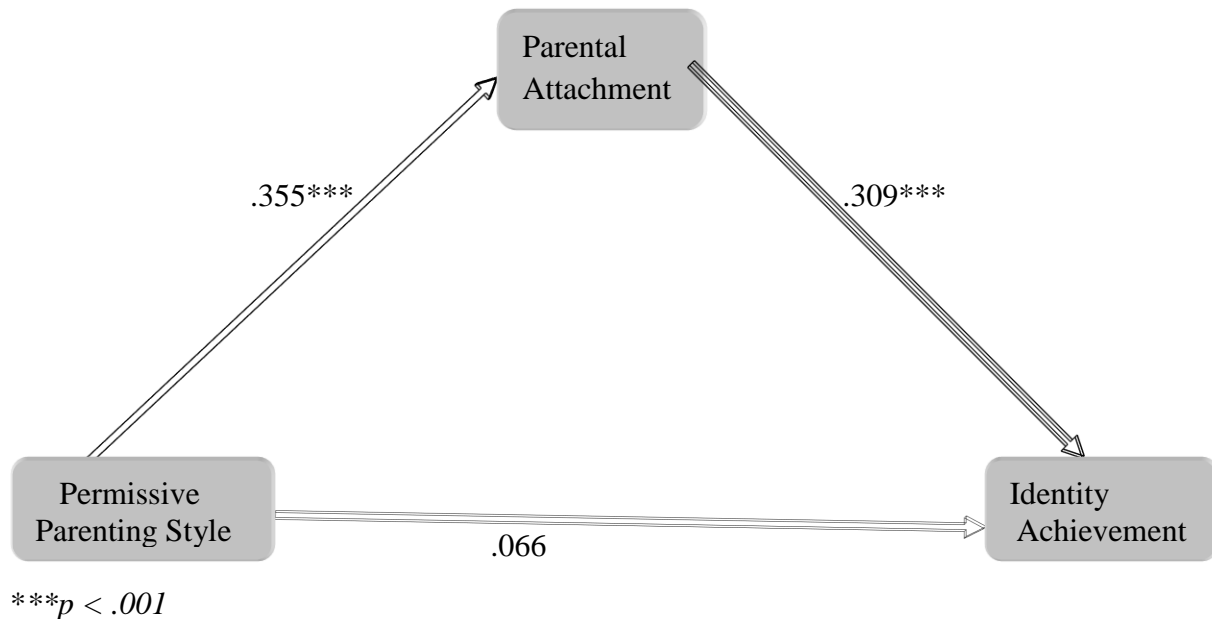 Parental
Attachment
.355***
.309***
Permissive
Parenting Style
Identity
Achievement
.066
***p < .001